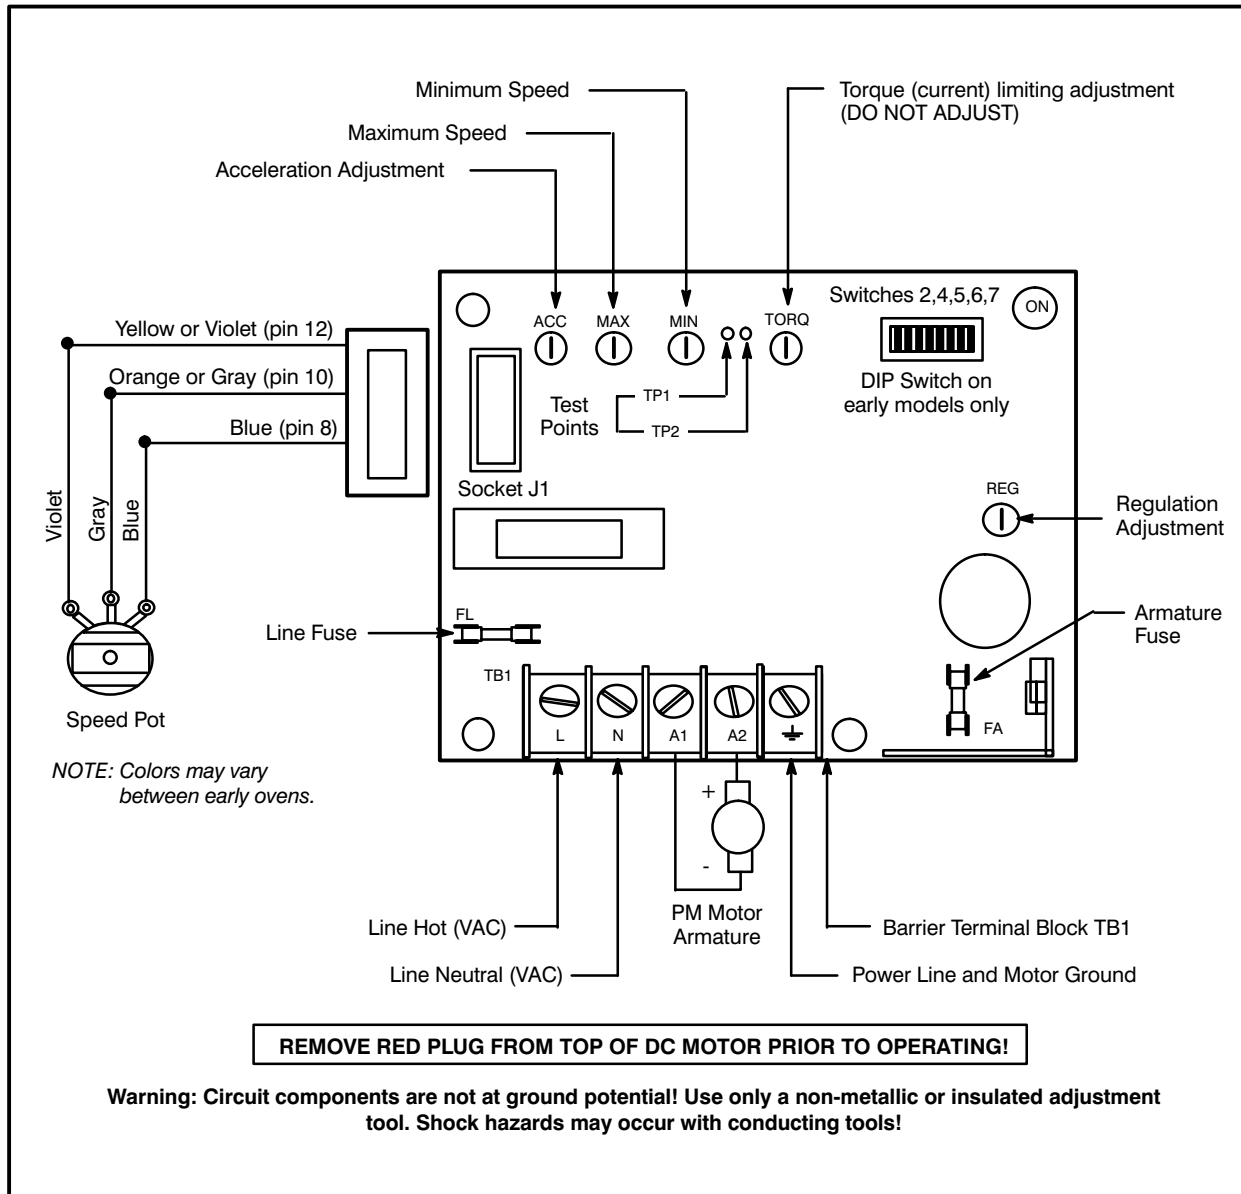 Minimum Speed
Torque (current) limiting adjustment
(DO NOT ADJUST)
Maximum Speed
Acceleration Adjustment
Switches 2,4,5,6,7
ON
ACC
MAX
MIN
TORQ
Yellow or Violet (pin 12)
Orange or Gray (pin 10)
Blue (pin 8)
DIP Switch on
early models only
Test
Points
TP1
TP2
Socket J1
REG
Regulation
Adjustment
Violet
Gray
Blue
FL
Line Fuse
Armature
Fuse
TB1
L
N
A1
A2
FA
Speed Pot
NOTE: Colors may vary
between early ovens.
+
-
PM Motor
Armature
Line Hot (VAC)
Barrier Terminal Block TB1
Line Neutral (VAC)
Power Line and Motor Ground
REMOVE RED PLUG FROM TOP OF DC MOTOR PRIOR TO OPERATING!
Warning: Circuit components are not at ground potential! Use only a non-metallic or insulated adjustment
tool. Shock hazards may occur with conducting tools!